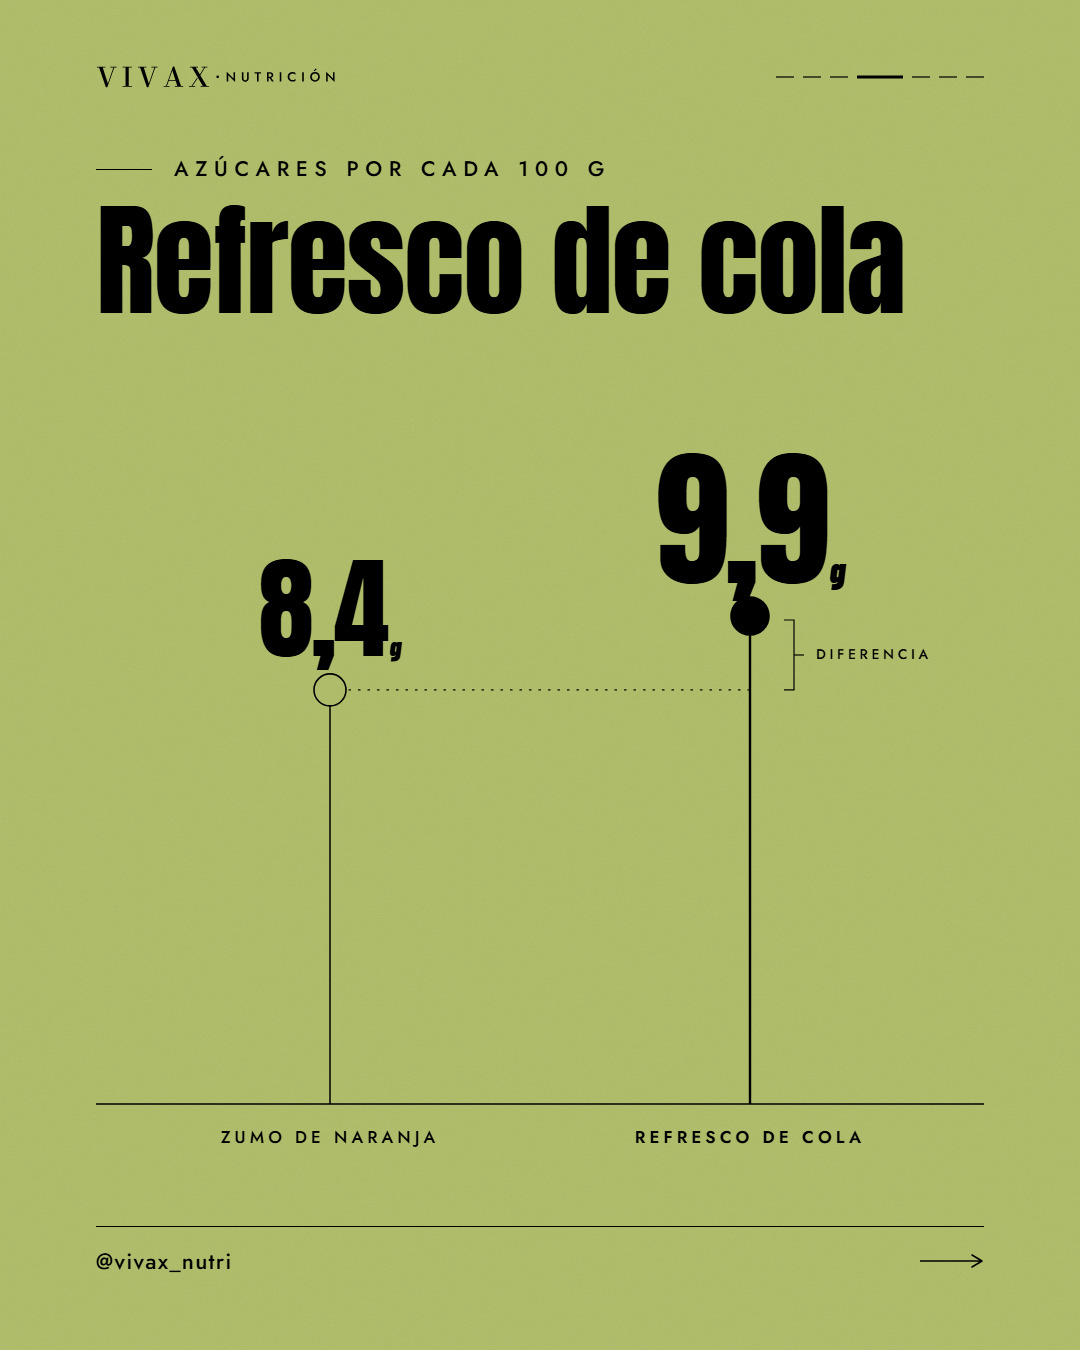 VIVAX·NUTRICIÓN
AZÚCARES POR CADA 100 G
Refresco de cola
9,9g
8,4g
DIFERENCIA
ZUMO DE NARANJA
REFRESCO DE COLA
@vivax_nutri